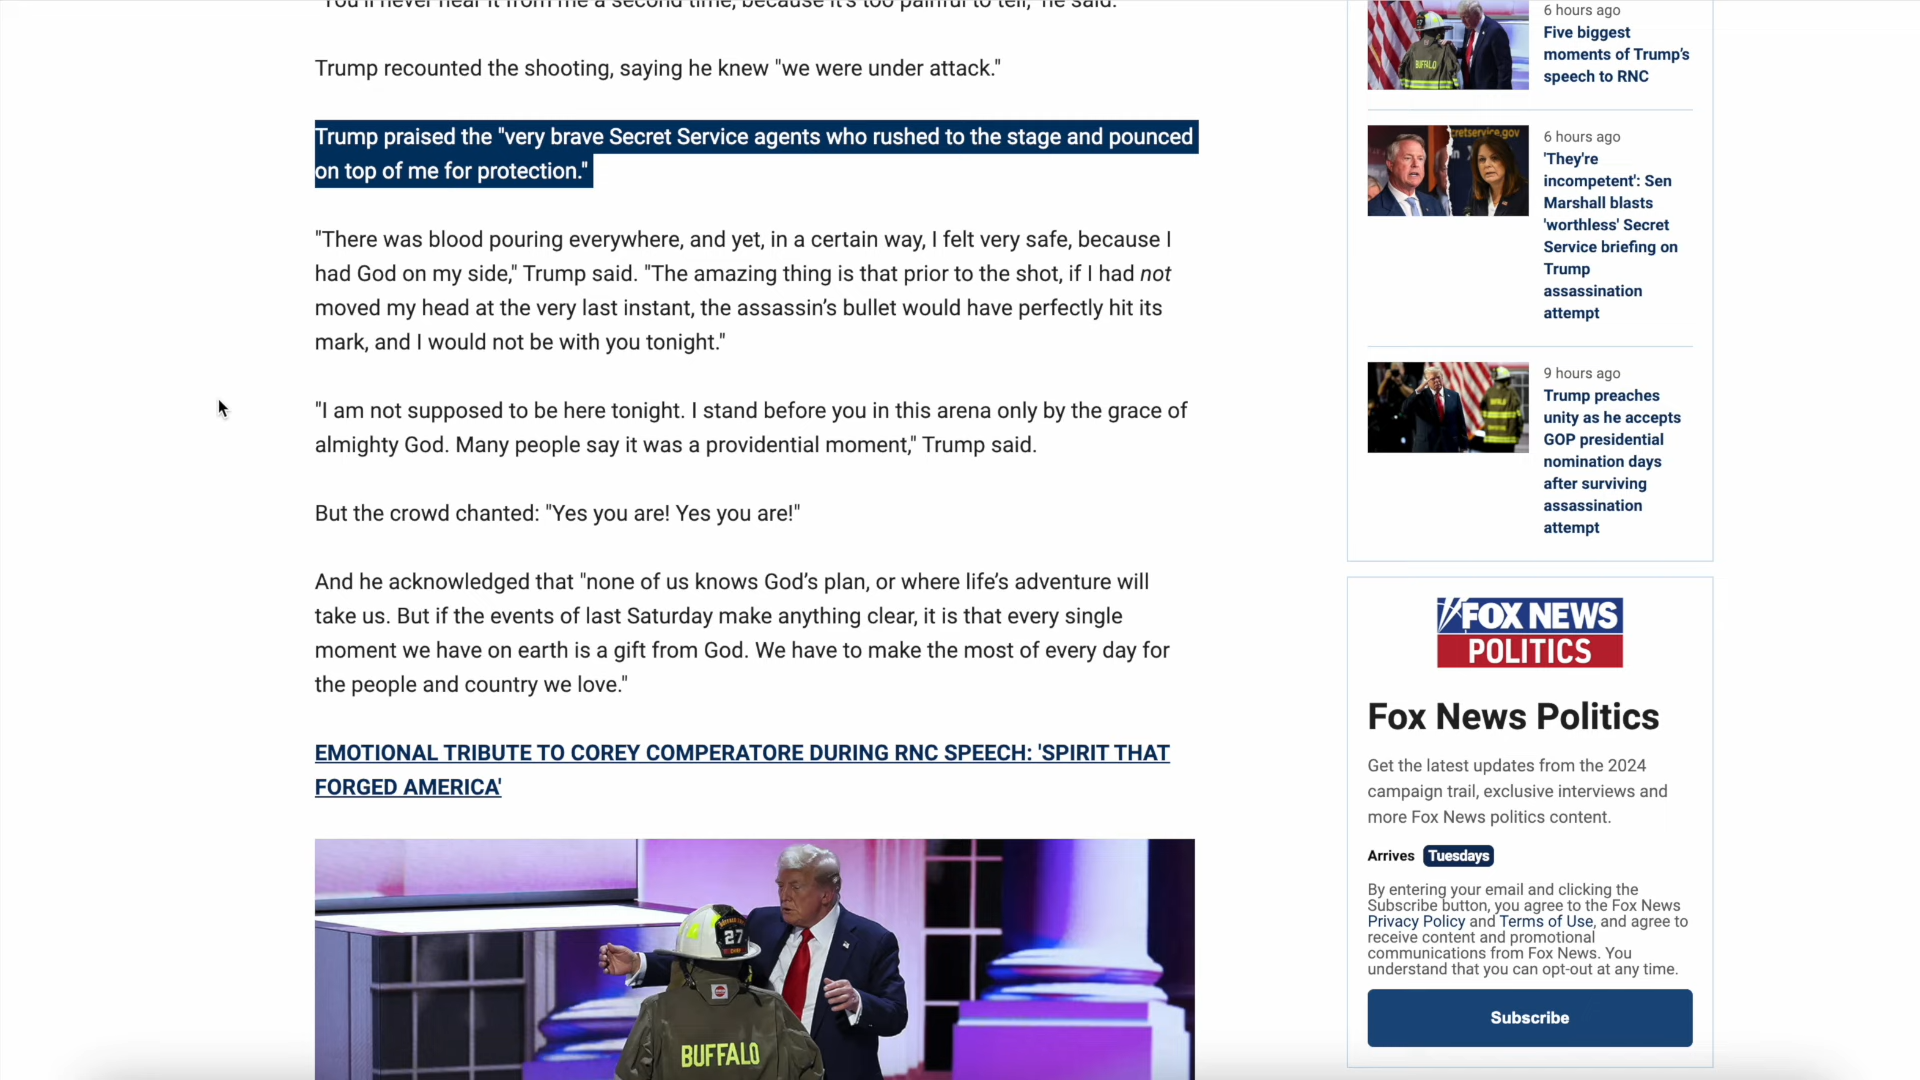 "You'll never hear it from me a second time, because it's too painful to tell," he said.
Trump recounted the shooting, saying he knew "we were under attack."
Trump praised the "very brave Secret Service agents who rushed to the stage and pounced
on top of me for protection."
"There was blood pouring everywhere, and yet, in a certain way, I felt very safe, because I
had God on my side," Trump said. "The amazing thing is that prior to the shot, if I had not
moved my head at the very last instant, the assassin’s bullet would have perfectly hit its
mark, and I would not be with you tonight."
"I am not supposed to be here tonight. I stand before you in this arena only by the grace of
almighty God. Many people say it was a providential moment," Trump said.
But the crowd chanted: "Yes you are! Yes you are!"
And he acknowledged that "none of us knows God’s plan, or where life’s adventure will
take us. But if the events of last Saturday make anything clear, it is that every single
moment we have on earth is a gift from God. We have to make the most of every day for
the people and country we love."
EMOTIONAL TRIBUTE TO COREY COMPERATORE DURING RNC SPEECH: 'SPIRIT THAT
FORGED AMERICA'
27
BUFFALO
BUFFALO
6 hours ago
Five biggest
moments of Trump’s
speech to RNC
cretservice.gov
6 hours ago
'They're
incompetent': Sen
Marshall blasts
'worthless' Secret
Service briefing on
Trump
assassination
attempt
9 hours ago
Trump preaches
unity as he accepts
GOP presidential
nomination days
after surviving
assassination
attempt
FOX NEWS
POLITICS
Fox News Politics
Get the latest updates from the 2024
campaign trail, exclusive interviews and
more Fox News politics content.
Arrives Tuesdays
By entering your email and clicking the
Subscribe button, you agree to the Fox News
Privacy Policy and Terms of Use, and agree to
receive content and promotional
communications from Fox News. You
understand that you can opt-out at any time.
Subscribe